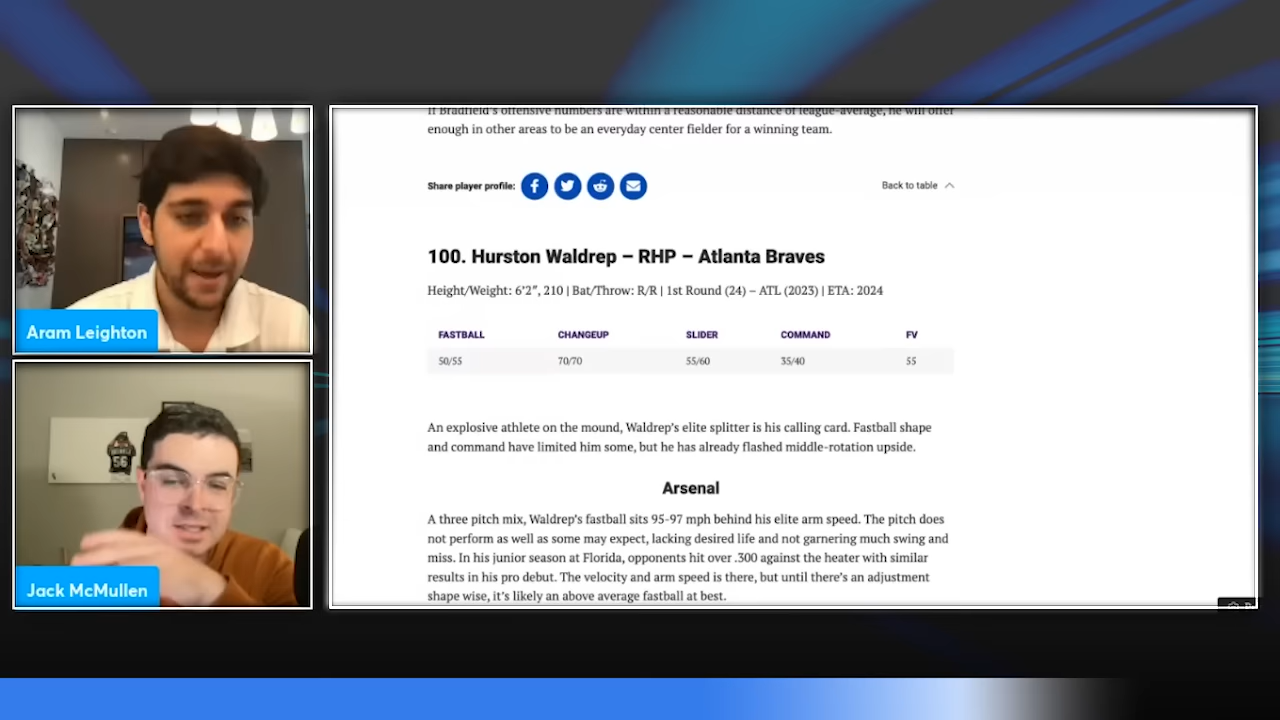 If Bradfield's offensive numbers are within a reasonable distance of league-average, he will offer
enough in other areas to be an everyday center fielder for a winning team.
Share player profile:
Back to table
100. Hurston Waldrep – RHP – Atlanta Braves
Height/Weight: 6'2", 210 | Bat/Throw: R/R | 1st Round (24) – ATL (2023) | ETA: 2024
FASTBALL CHANGEUP SLIDER COMMAND FV
50/55 70/70 55/60 35/40 55
An explosive athlete on the mound, Waldrep's elite splitter is his calling card. Fastball shape
and command have limited him some, but he has already flashed middle-rotation upside.
Arsenal
A three pitch mix, Waldrep's fastball sits 95-97 mph behind his elite arm speed. The pitch does
not perform as well as some may expect, lacking desired life and not garnering much swing and
miss. In his junior season at Florida, opponents hit over .300 against the heater with similar
results in his pro debut. The velocity and arm speed is there, but until there's an adjustment
shape wise, it's likely an above average fastball at best.
Aram Leighton
56
Jack McMullen